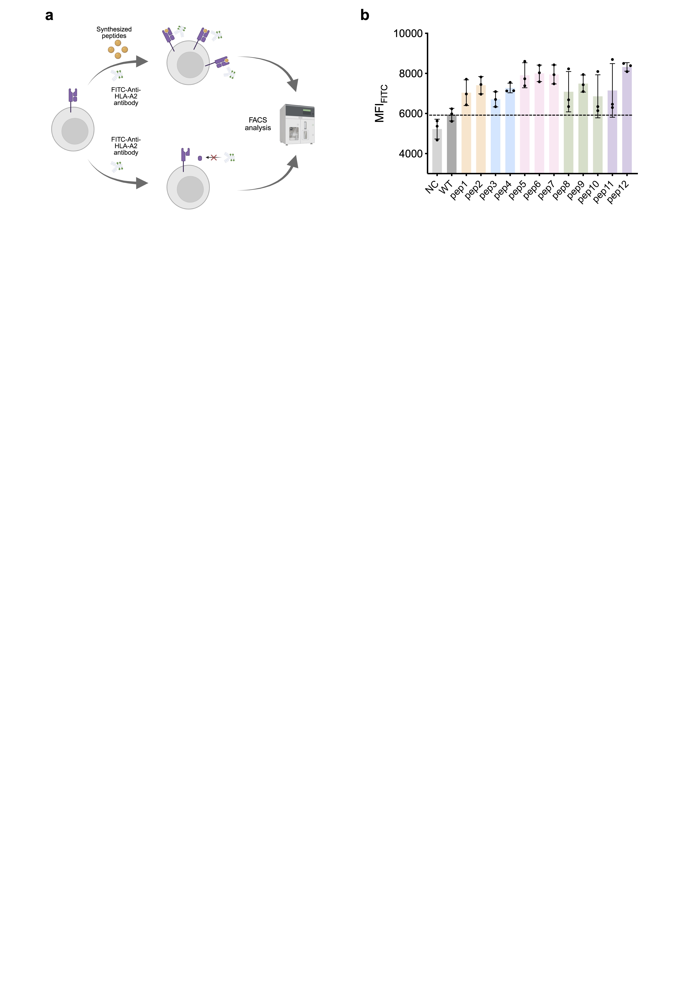 a
Synthesized
peptides
FITC-Anti-
HLA-A2
antibody
FITC-Anti-
HLA-A2
antibody
FACS
analysis
b
MFIFITC
10000
8000
6000
4000
NC
WT
pep1
pep2
pep3
pep4
pep5
pep6
pep7
pep8
pep9
pep10
pep11
pep12